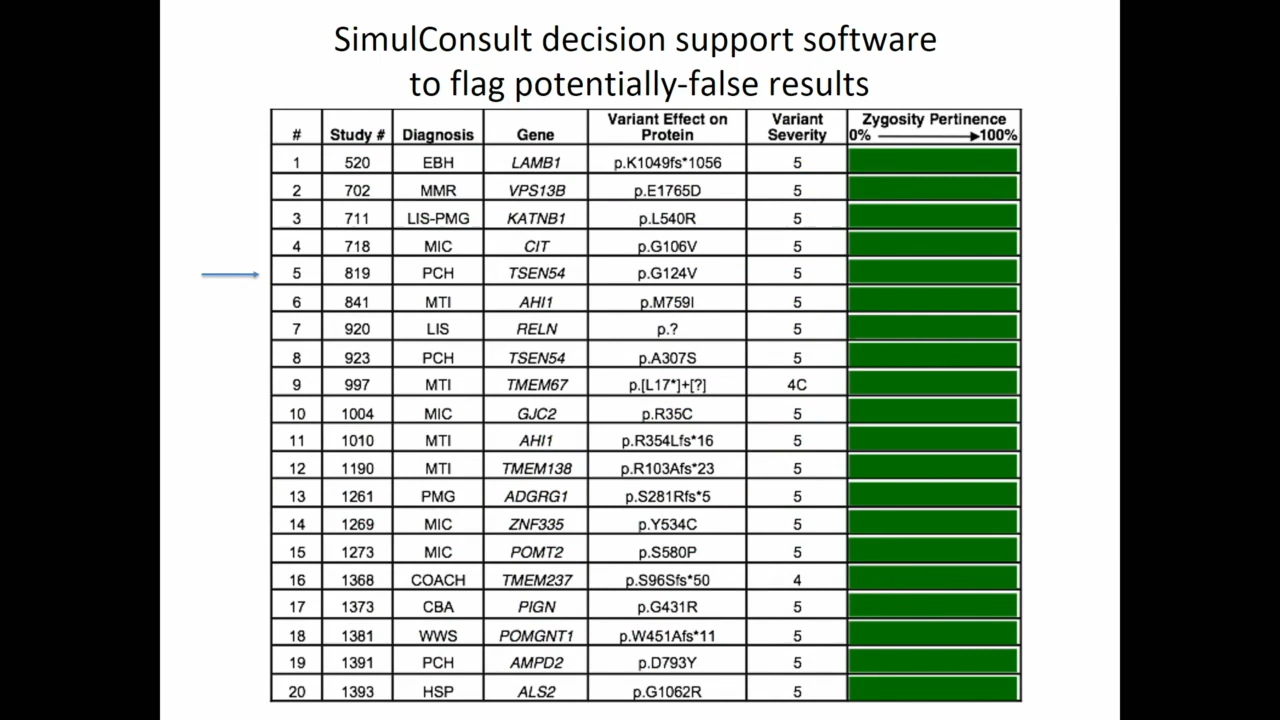 SimulConsult decision support software
to flag potentially-false results
# Study # Diagnosis Gene Variant Effect on Protein Variant Severity Zygosity Pertinence 0% 100%
1 520 EBH LAMB1 p.K1049fs*1056 5
2 702 MMR VPS13B p.E1765D 5
3 711 LIS-PMG KATNB1 p.L540R 5
4 718 MIC CIT p.G106V 5
5 819 PCH TSEN54 p.G124V 5
6 841 MTI AHI1 p.M759I 5
7 920 LIS RELN p.? 5
8 923 PCH TSEN54 p.A307S 5
9 997 MTI TMEM67 p.[L17*]+[?] 4C
10 1004 MIC GJC2 p.R35C 5
11 1010 MTI AHI1 p.R354Lfs*16 5
12 1190 MTI TMEM138 p.R103Afs*23 5
13 1261 PMG ADGRG1 p.S281Rfs*5 5
14 1269 MIC ZNF335 p.Y534C 5
15 1273 MIC POMT2 p.S580P 5
16 1368 COACH TMEM237 p.S96Sfs*50 4
17 1373 CBA PIGN p.G431R 5
18 1381 WWS POMGNT1 p.W451Afs*11 5
19 1391 PCH AMPD2 p.D793Y 5
20 1393 HSP ALS2 p.G1062R 5